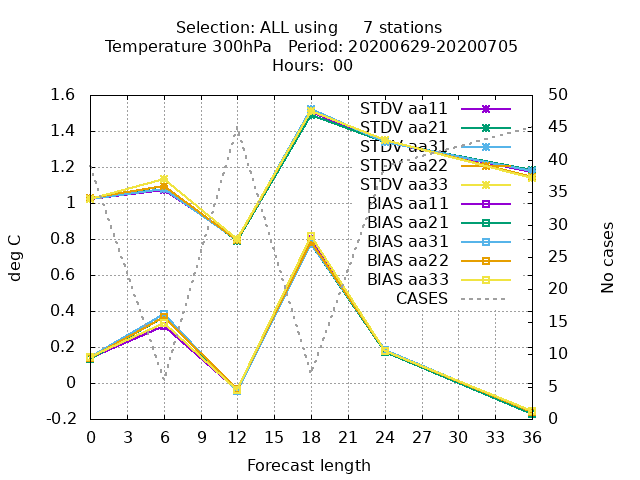 Selection: ALL using     7 stations
Temperature 300hPa   Period: 20200629-20200705
Hours:  00
1.6
1.4
1.2
1
0.8
0.6
0.4
0.2
0
-0.2
deg C
50
45
40
35
30
25
20
15
10
5
0
No cases
STDV aa11
STDV aa21
STDV aa31
STDV aa22
STDV aa33
BIAS aa11
BIAS aa21
BIAS aa31
BIAS aa22
BIAS aa33
CASES
0 3 6 9 12 15 18 21 24 27 30 33 36
Forecast length